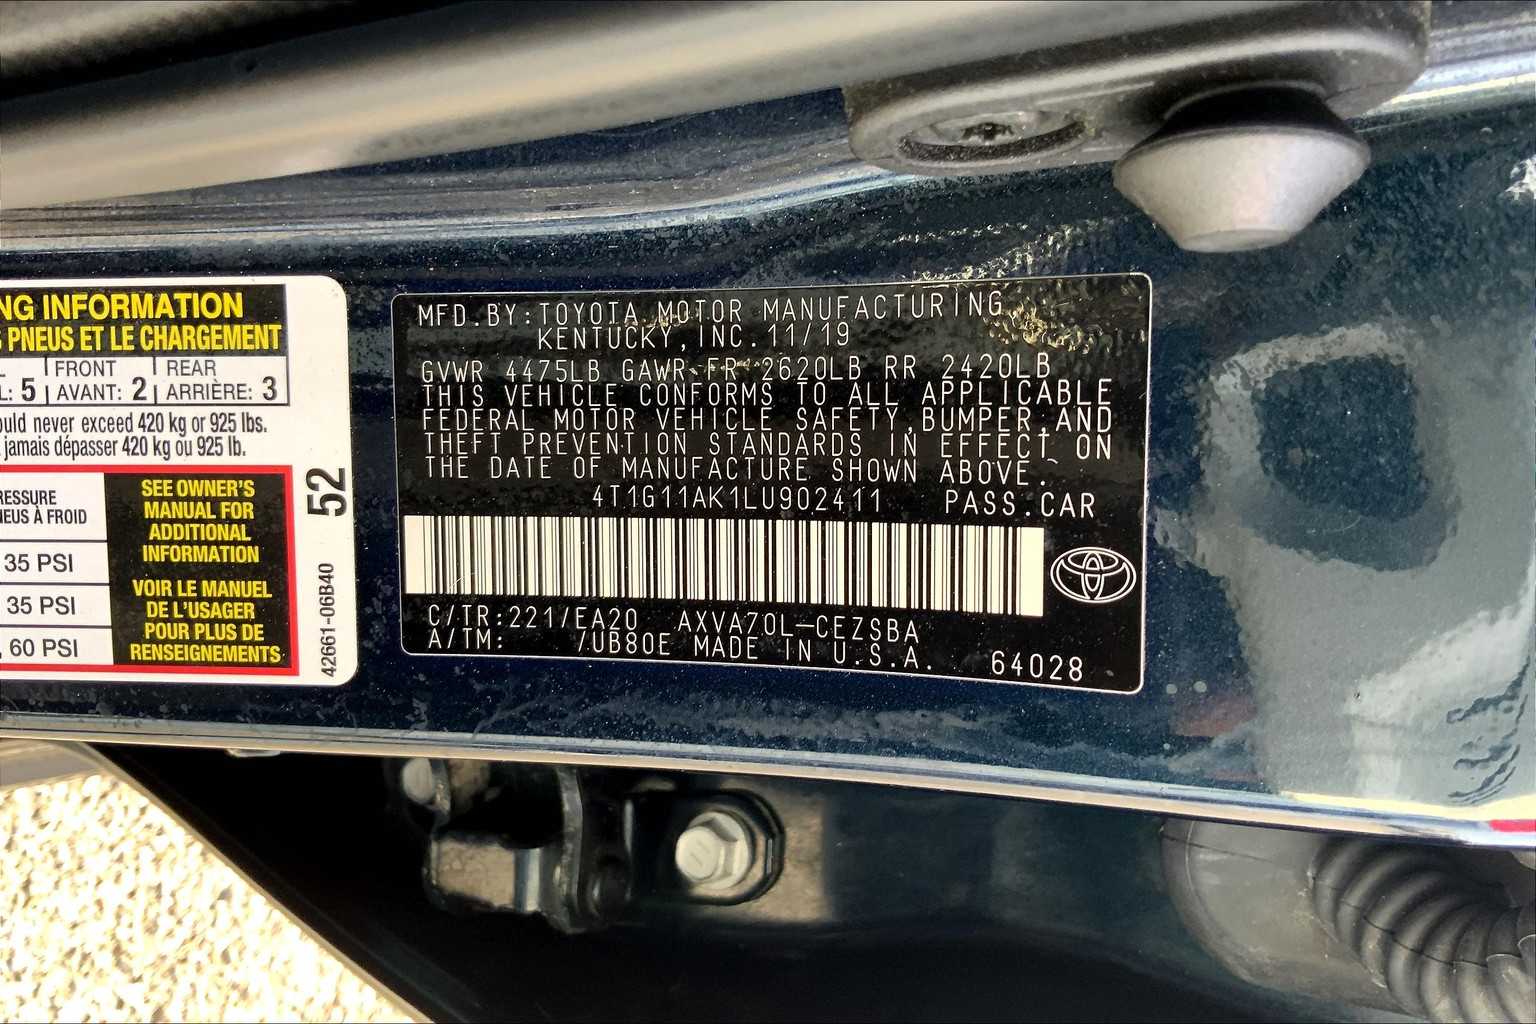 NG INFORMATION
PNEUS ET LE CHARGEMENT
FRONT REAR
L: 5 AVANT: 2 ARRIÈRE: 3
never exceed 420 kg or 925 lbs.
jamais dépasser 420 kg ou 925 lb.
RESSURE
NEUS À FROID
35 PSI
35 PSI
60 PSI
SEE OWNER'S
MANUAL FOR
ADDITIONAL
INFORMATION
VOIR LE MANUEL
DE L'USAGER
POUR PLUS DE
RENSEIGNEMENTS
52
42661-06B40
MFD.BY:TOYOTA MOTOR MANUFACTURING
KENTUCKY,INC.11/19
GVWR 4475LB GAWR FR 2620LB RR 2420LB
THIS VEHICLE CONFORMS TO ALL APPLICABLE
FEDERAL MOTOR VEHICLE SAFETY,BUMPER,AND
THEFT PREVENTION STANDARDS IN EFFECT ON
THE DATE OF MANUFACTURE SHOWN ABOVE.
4T1G11AK1LU902411 PASS.CAR
C/TR:221/EA20 AXVA70L-CEZSBA
A/TM: /UB80E MADE IN U.S.A. 64028